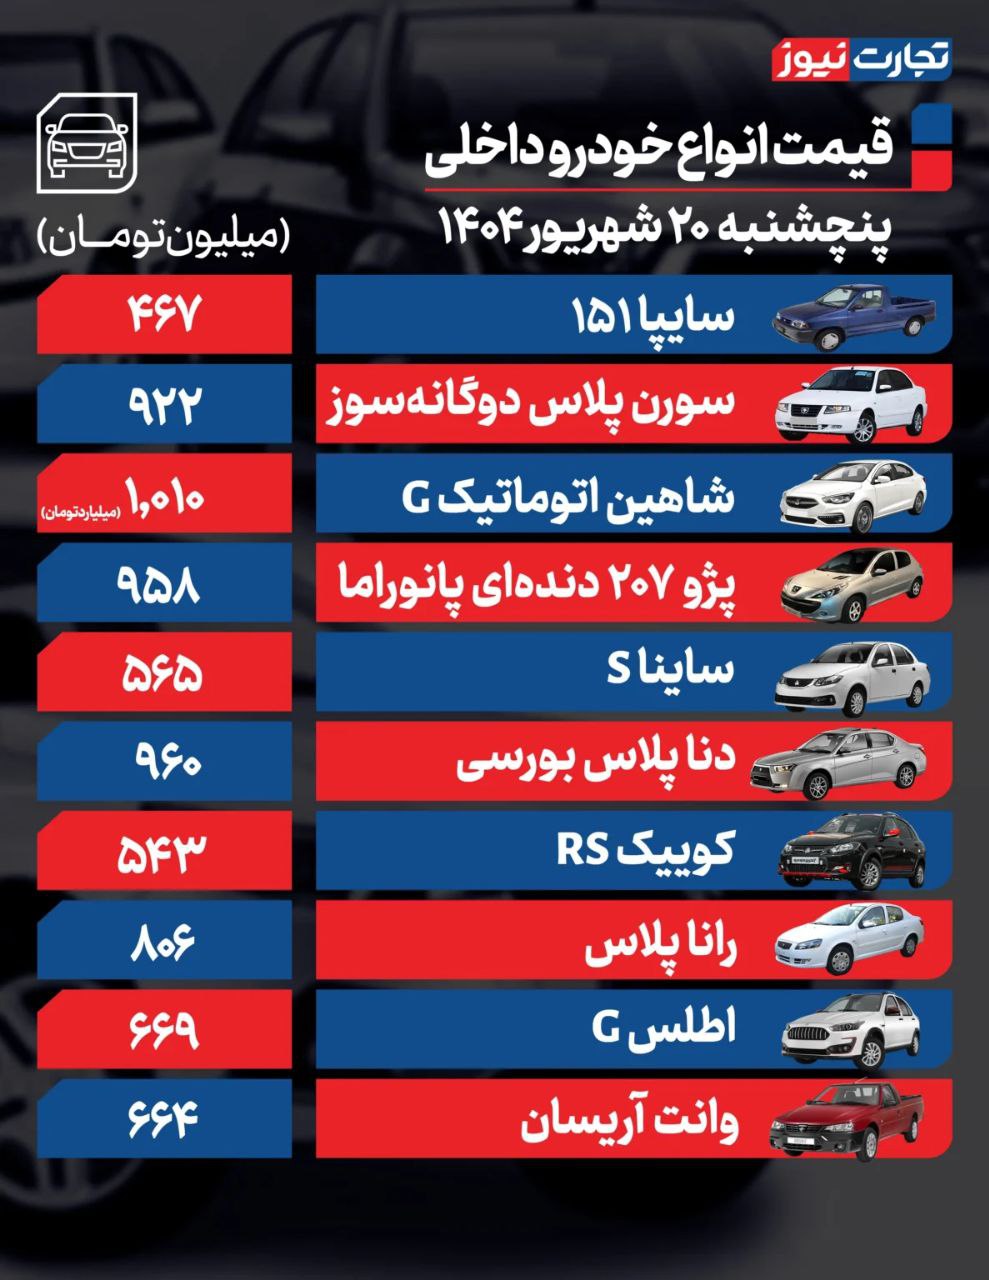 تجارت نیوز
قیمت انواع خودرو داخلی
پنجشنبه ۲۰ شهریور ۱۴۰۴
(میلیون تومــان)
سایپا ۱۵۱ ۴۶۷
سورن پلاس دوگانه‌سوز ۹۲۲
شاهین اتوماتیک G ۱,۰۱۰ (میلیارد تومان)
پژو ۲۰۷ دنده‌ای پانوراما ۹۵۸
ساینا S ۵۶۵
دنا پلاس بورسی ۹۶۰
کوییک RS ۵۴۳
رانا پلاس ۸۰۶
اطلس G ۶۶۹
وانت آریسان ۶۶۴